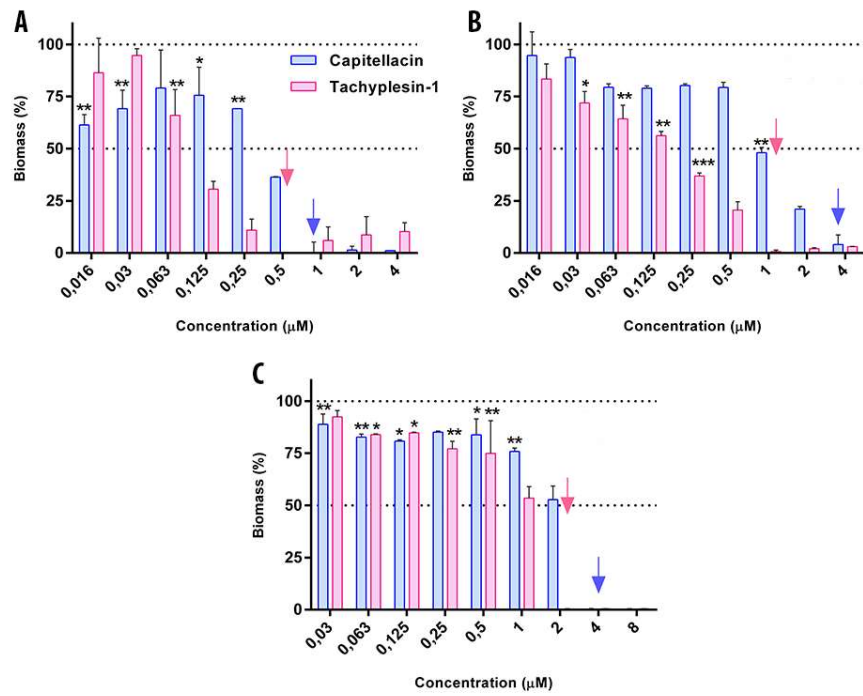 A
B
100
75
50
25
0
Biomass (%)
** ** ** * **
Capitellacin
Tachyplesin-1
0,016 0,03 0,063 0,125 0,25 0,5 1 2 4
Concentration (µM)
100
75
50
25
0
Biomass (%)
* ** ** *** **
0,016 0,03 0,063 0,125 0,25 0,5 1 2 4
Concentration (µM)
C
100
75
50
25
0
Biomass (%)
** ** * * * ** * ** **
0,03 0,063 0,125 0,25 0,5 1 2 4 8
Concentration (µM)